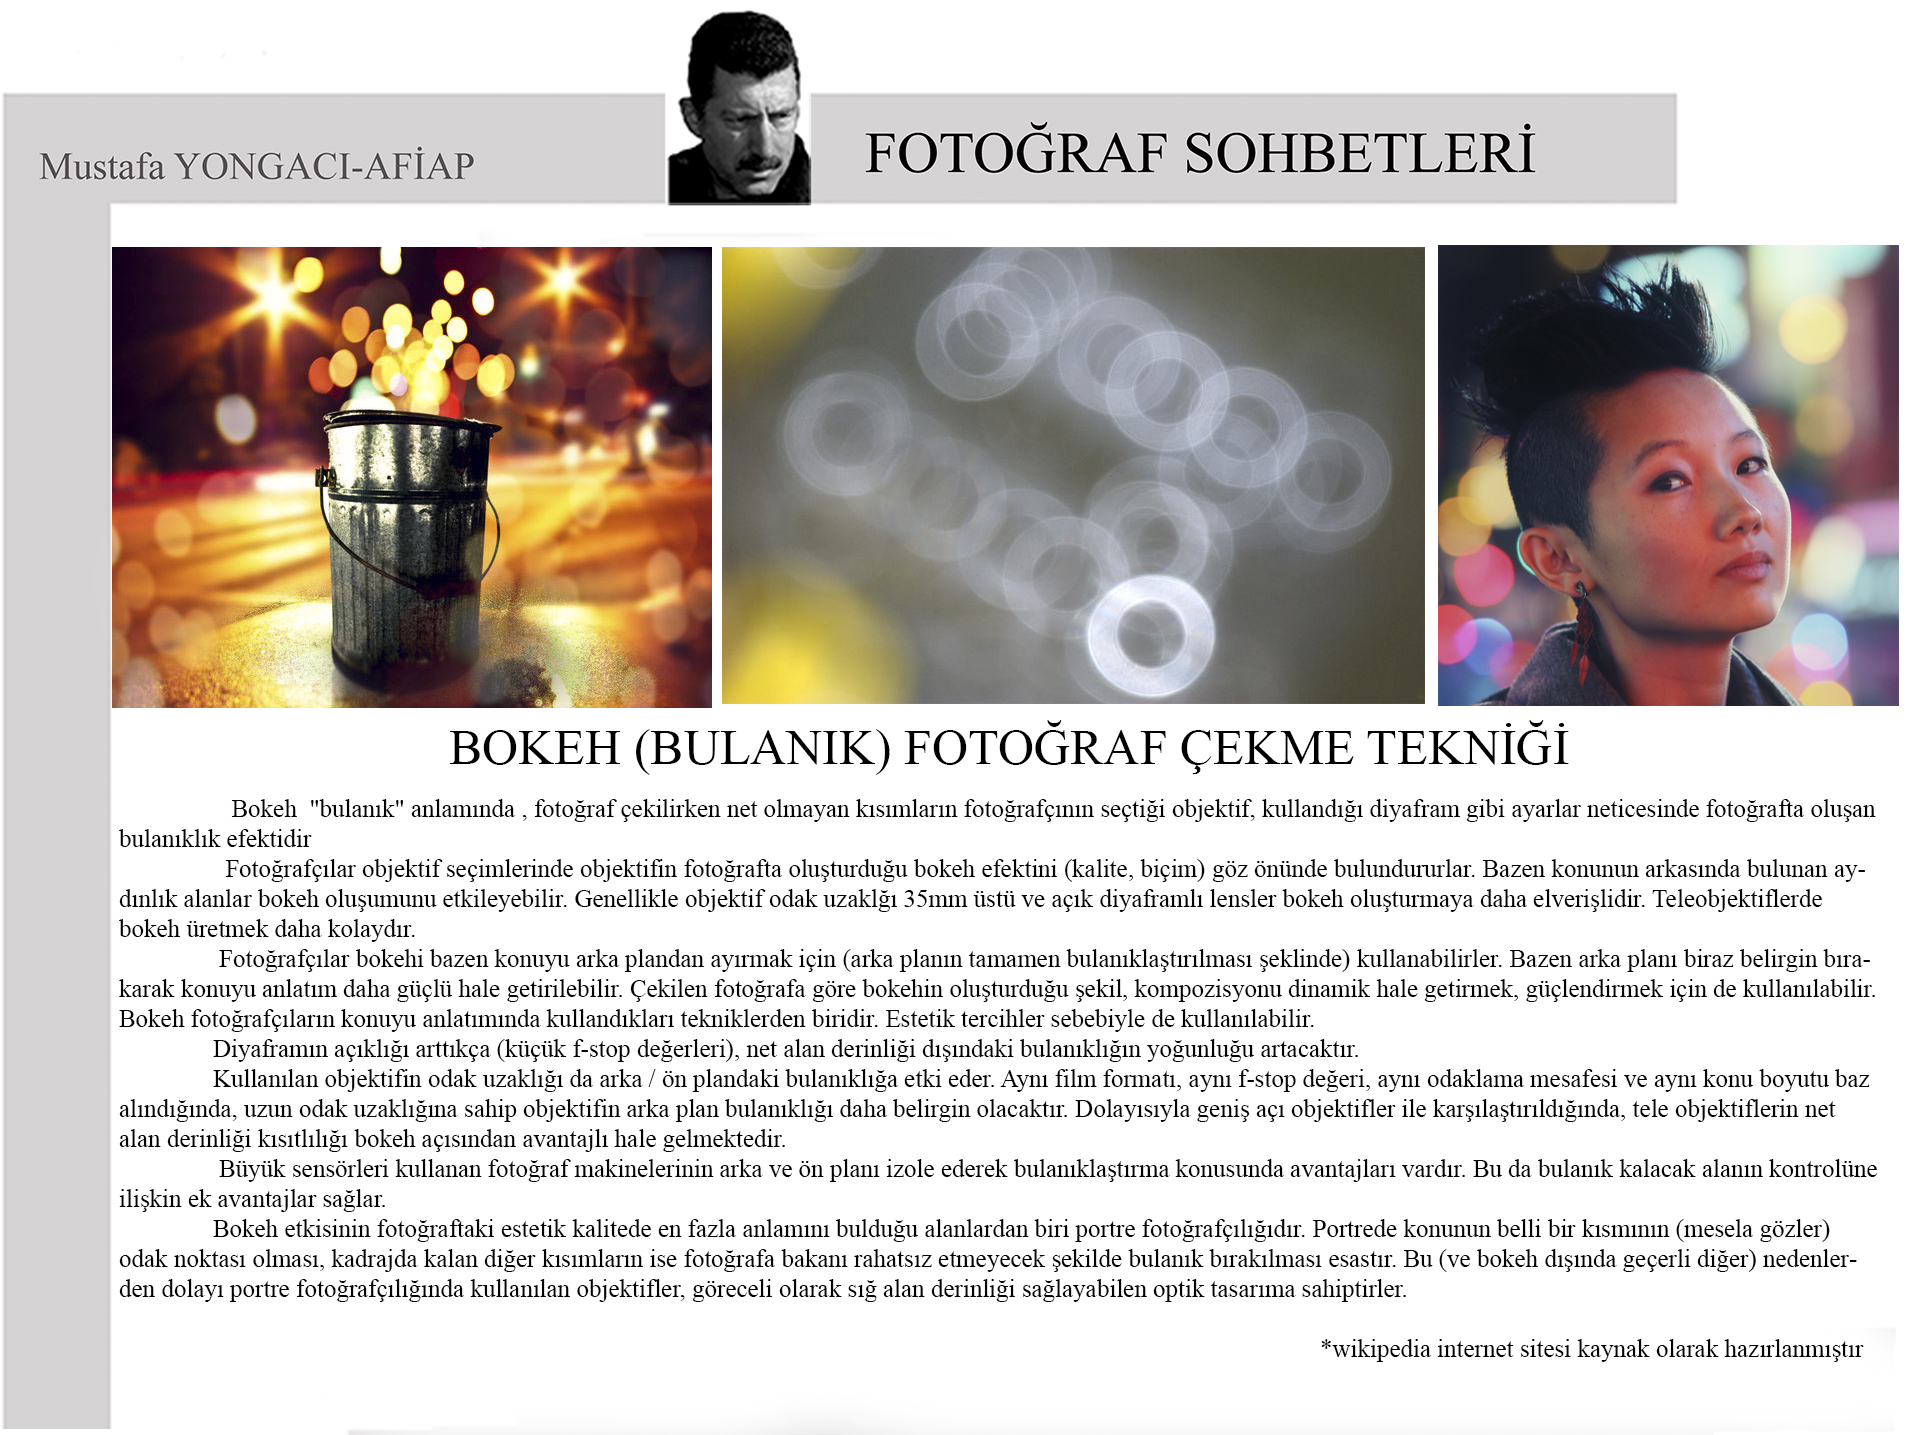 Mustafa YONGACI-AFİAP
FOTOĞRAF SOHBETLERİ
BOKEH (BULANIK) FOTOĞRAF ÇEKME TEKNİĞİ
Bokeh "bulanık" anlamında , fotoğraf çekilirken net olmayan kısımların fotoğrafçının seçtiği objektif, kullandığı diyafram gibi ayarlar neticesinde fotoğrafta oluşan
bulanıklık efektidir
Fotoğrafçılar objektif seçimlerinde objektifin fotoğrafta oluşturduğu bokeh efektini (kalite, biçim) göz önünde bulundururlar. Bazen konunun arkasında bulunan ay-
dınlık alanlar bokeh oluşumunu etkileyebilir. Genellikle objektif odak uzaklğı 35mm üstü ve açık diyaframlı lensler bokeh oluşturmaya daha elverişlidir. Teleobjektiflerde
bokeh üretmek daha kolaydır.
Fotoğrafçılar bokehi bazen konuyu arka plandan ayırmak için (arka planın tamamen bulanıklaştırılması şeklinde) kullanabilirler. Bazen arka planı biraz belirgin bıra-
karak konuyu anlatım daha güçlü hale getirilebilir. Çekilen fotoğrafa göre bokehin oluşturduğu şekil, kompozisyonu dinamik hale getirmek, güçlendirmek için de kullanılabilir.
Bokeh fotoğrafçıların konuyu anlatımında kullandıkları tekniklerden biridir. Estetik tercihler sebebiyle de kullanılabilir.
Diyaframın açıklığı arttıkça (küçük f-stop değerleri), net alan derinliği dışındaki bulanıklığın yoğunluğu artacaktır.
Kullanılan objektifin odak uzaklığı da arka / ön plandaki bulanıklığa etki eder. Aynı film formatı, aynı f-stop değeri, aynı odaklama mesafesi ve aynı konu boyutu baz
alındığında, uzun odak uzaklığına sahip objektifin arka plan bulanıklığı daha belirgin olacaktır. Dolayısıyla geniş açı objektifler ile karşılaştırıldığında, tele objektiflerin net
alan derinliği kısıtlılığı bokeh açısından avantajlı hale gelmektedir.
Büyük sensörleri kullanan fotoğraf makinelerinin arka ve ön planı izole ederek bulanıklaştırma konusunda avantajları vardır. Bu da bulanık kalacak alanın kontrolüne
ilişkin ek avantajlar sağlar.
Bokeh etkisinin fotoğraftaki estetik kalitede en fazla anlamını bulduğu alanlardan biri portre fotoğrafçılığıdır. Portrede konunun belli bir kısmının (mesela gözler)
odak noktası olması, kadrajda kalan diğer kısımların ise fotoğrafa bakanı rahatsız etmeyecek şekilde bulanık bırakılması esastır. Bu (ve bokeh dışında geçerli diğer) nedenler-
den dolayı portre fotoğrafçılığında kullanılan objektifler, göreceli olarak sığ alan derinliği sağlayabilen optik tasarıma sahiptirler.
*wikipedia internet sitesi kaynak olarak hazırlanmıştır